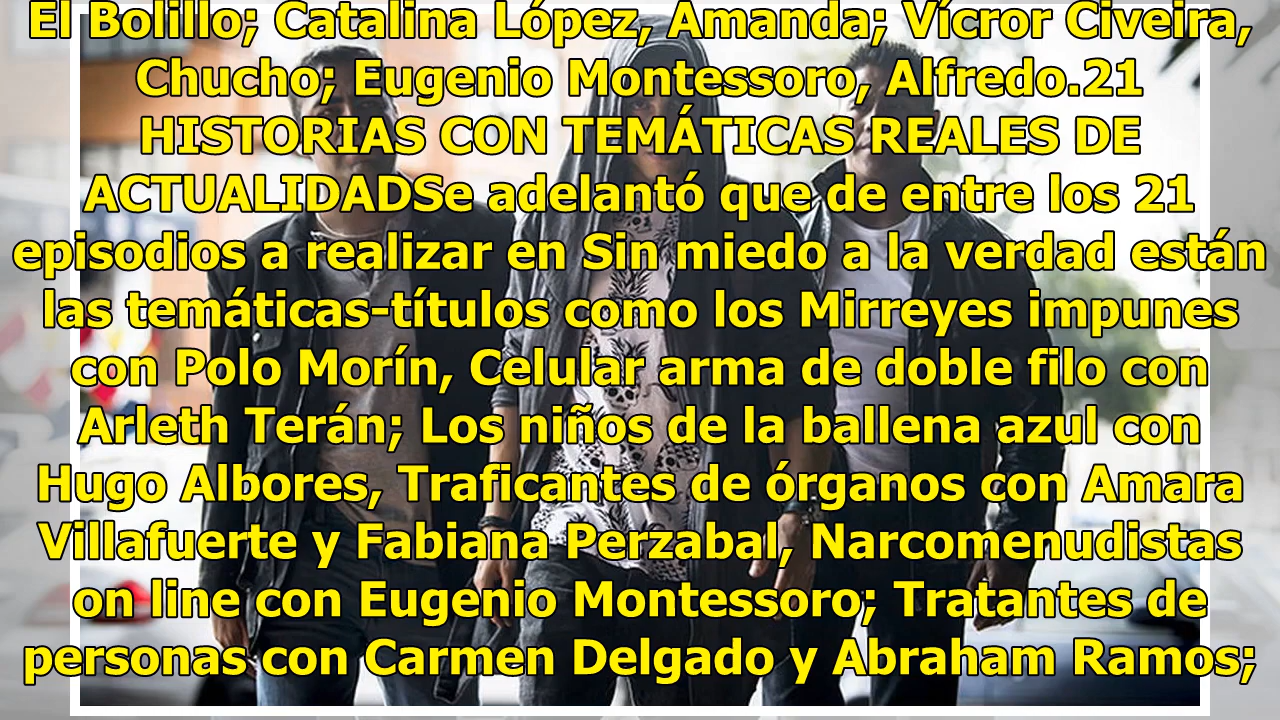 El Bolillo; Catalina López, Amanda; Vícror Civeira,
Chucho; Eugenio Montessoro, Alfredo.21
HISTORIAS CON TEMÁTICAS REALES DE
ACTUALIDADSe adelantó que de entre los 21
episodios a realizar en Sin miedo a la verdad están
las temáticas-títulos como los Mirreyes impunes
con Polo Morín, Celular arma de doble filo con
Arleth Terán; Los niños de la ballena azul con
Hugo Albores, Traficantes de órganos con Amara
Villafuerte y Fabiana Perzabal, Narcomenudistas
on line con Eugenio Montessoro; Tratantes de
personas con Carmen Delgado y Abraham Ramos;